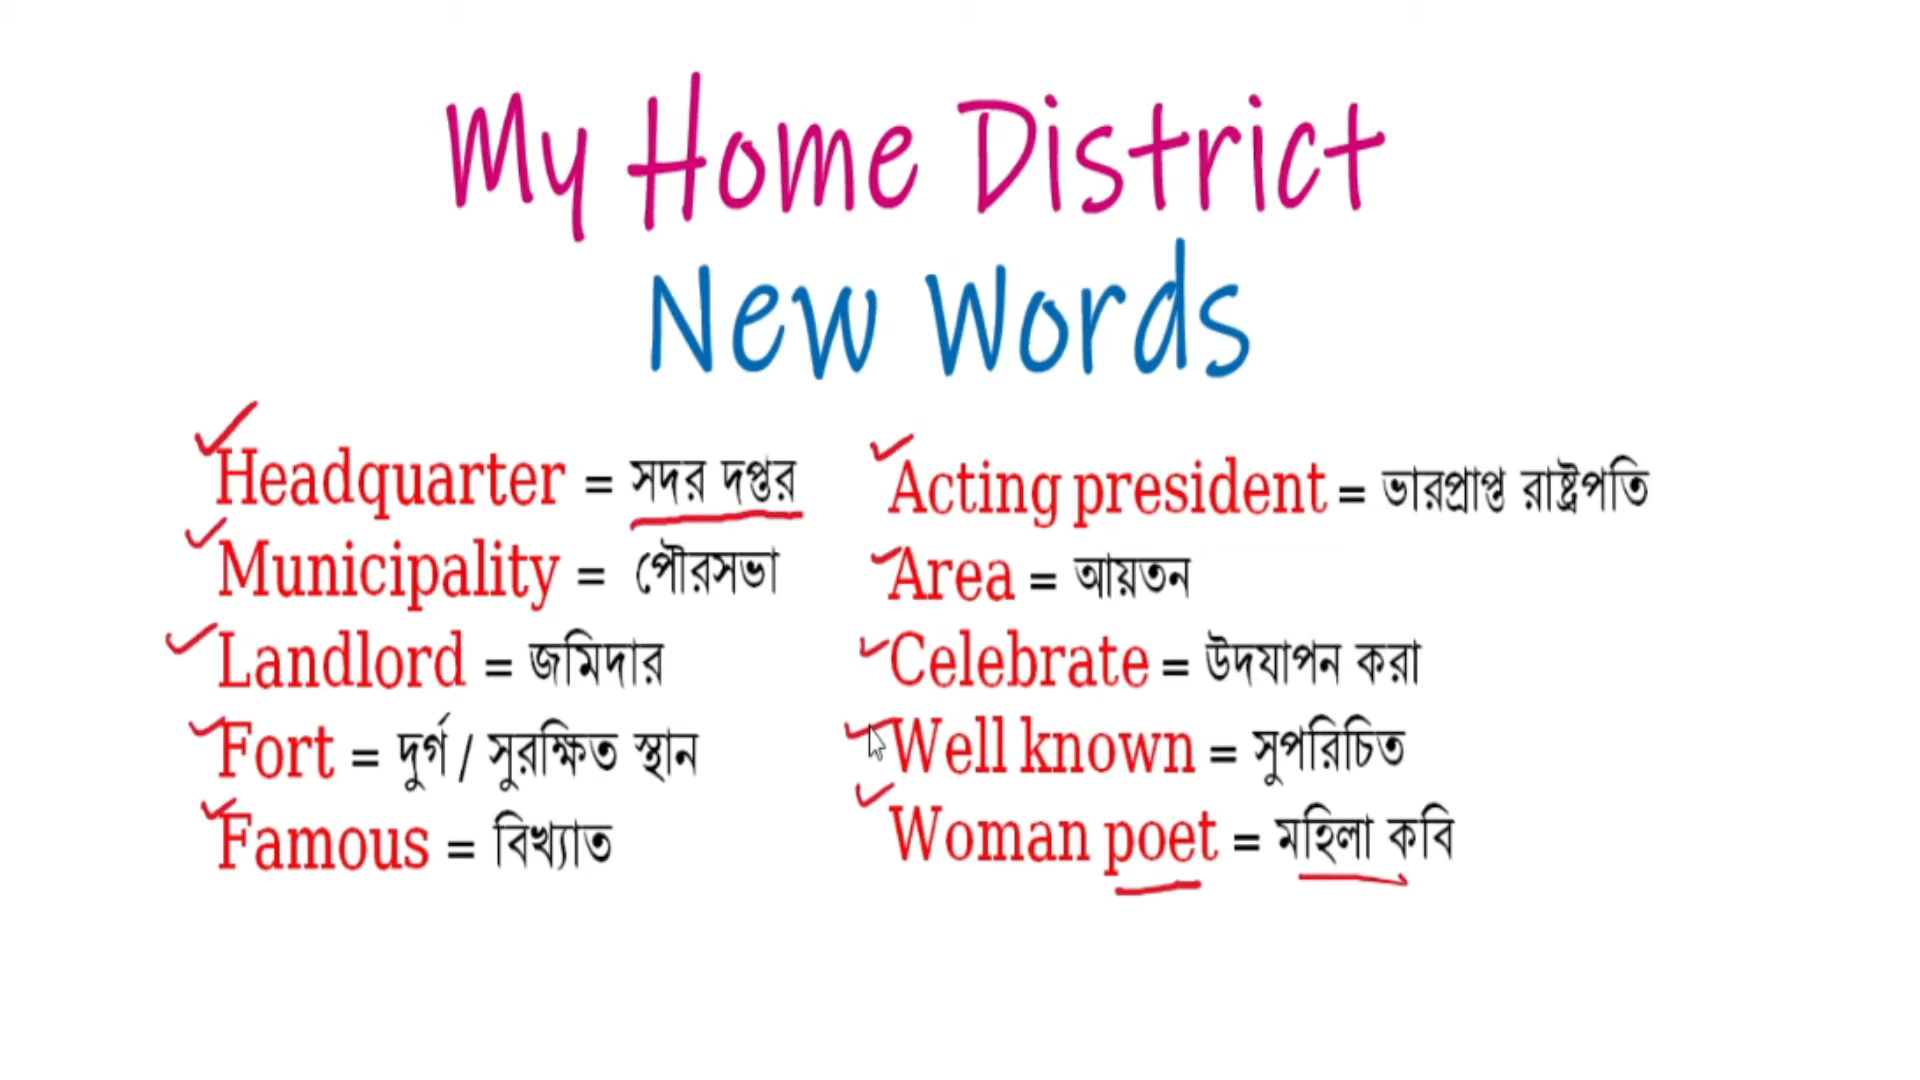 My Home District
New Words
Headquarter = সদর দপ্তর
Municipality = পৌরসভা
Landlord = জমিদার
Fort = দুর্গ / সুরক্ষিত স্থান
Famous = বিখ্যাত
Acting president = ভারপ্রাপ্ত রাষ্ট্রপতি
Area = আয়তন
Celebrate = উদযাপন করা
Well known = সুপরিচিত
Woman poet = মহিলা কবি